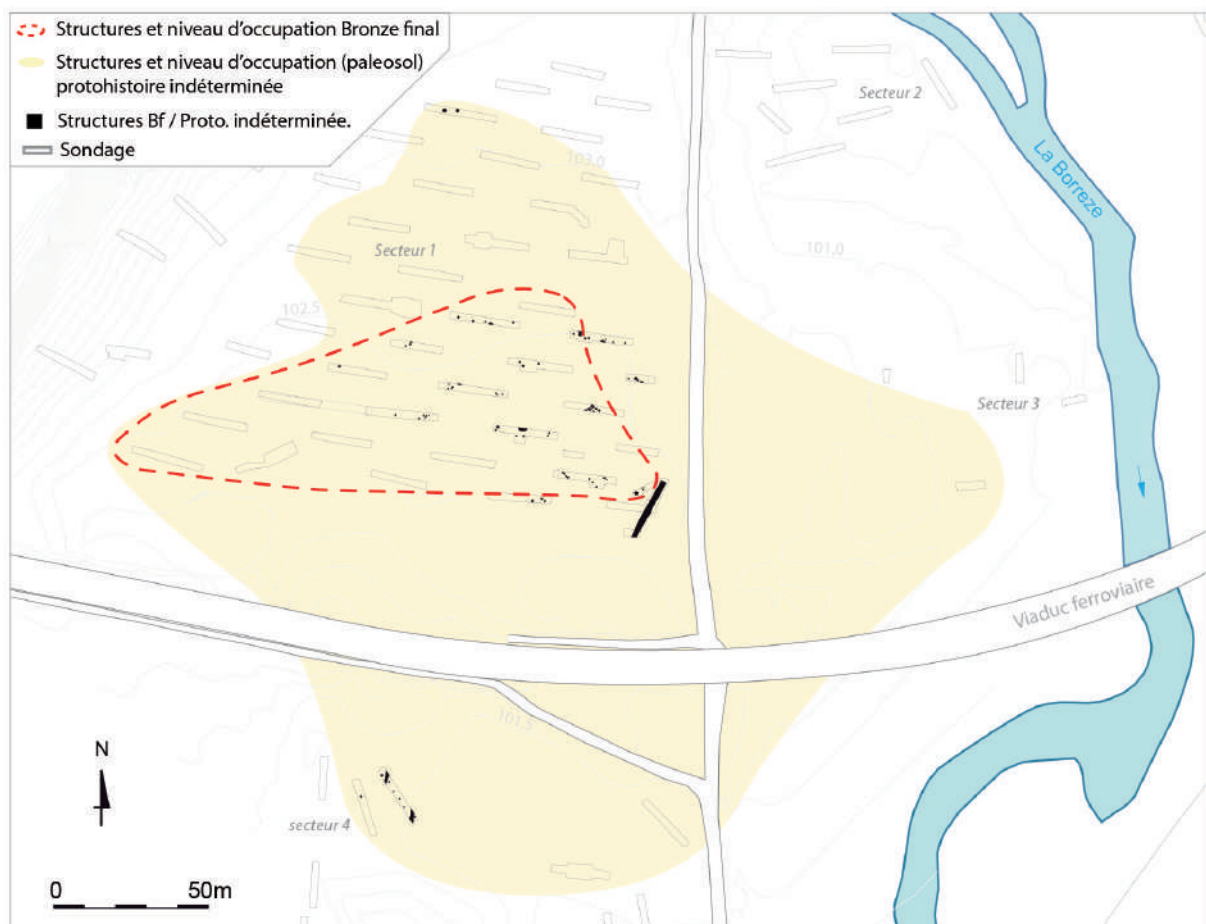 Structures et niveau d'occupation Bronze final
Structures et niveau d'occupation (paleosol)
protohistoire indéterminée
Structures Bf / Proto. indéterminée.
Sondage
Secteur 2
La Borreze
103.0
Secteur 1
101.0
102.5
Secteur 3
Viaduc ferroviaire
101.5
N
secteur 4
0 50m